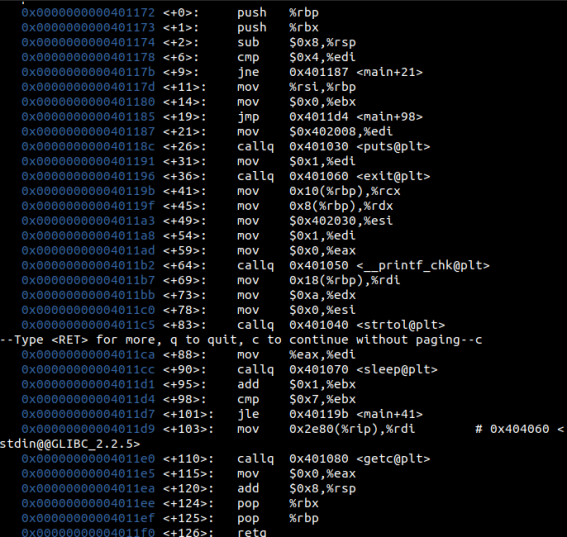 0x0000000000401172 <+0>: push %rbp
0x0000000000401173 <+1>: push %rbx
0x0000000000401174 <+2>: sub $0x8,%rsp
0x0000000000401178 <+6>: cmp $0x4,%edi
0x000000000040117b <+9>: jne 0x401187 <main+21>
0x000000000040117d <+11>: mov %rsi,%rbp
0x0000000000401180 <+14>: mov $0x0,%ebx
0x0000000000401185 <+19>: jmp 0x4011d4 <main+98>
0x0000000000401187 <+21>: mov $0x402008,%edi
0x000000000040118c <+26>: callq 0x401030 <puts@plt>
0x0000000000401191 <+31>: mov $0x1,%edi
0x0000000000401196 <+36>: callq 0x401060 <exit@plt>
0x000000000040119b <+41>: mov 0x10(%rbp),%rcx
0x000000000040119f <+45>: mov 0x8(%rbp),%rdx
0x00000000004011a3 <+49>: mov $0x402030,%esi
0x00000000004011a8 <+54>: mov $0x1,%edi
0x00000000004011ad <+59>: mov $0x0,%eax
0x00000000004011b2 <+64>: callq 0x401050 <__printf_chk@plt>
0x00000000004011b7 <+69>: mov 0x18(%rbp),%rdi
0x00000000004011bb <+73>: mov $0xa,%edx
0x00000000004011c0 <+78>: mov $0x0,%esi
0x00000000004011c5 <+83>: callq 0x401040 <strtol@plt>
--Type <RET> for more, q to quit, c to continue without paging--c
0x00000000004011ca <+88>: mov %eax,%edi
0x00000000004011cc <+90>: callq 0x401070 <sleep@plt>
0x00000000004011d1 <+95>: add $0x1,%ebx
0x00000000004011d4 <+98>: cmp $0x7,%ebx
0x00000000004011d7 <+101>: jle 0x40119b <main+41>
0x00000000004011d9 <+103>: mov 0x2e80(%rip),%rdi # 0x404060 <
stdin@@GLIBC_2.2.5>
0x00000000004011e0 <+110>: callq 0x401080 <getc@plt>
0x00000000004011e5 <+115>: mov $0x0,%eax
0x00000000004011ea <+120>: add $0x8,%rsp
0x00000000004011ee <+124>: pop %rbx
0x00000000004011ef <+125>: pop %rbp
0x00000000004011f0 <+126>: retq